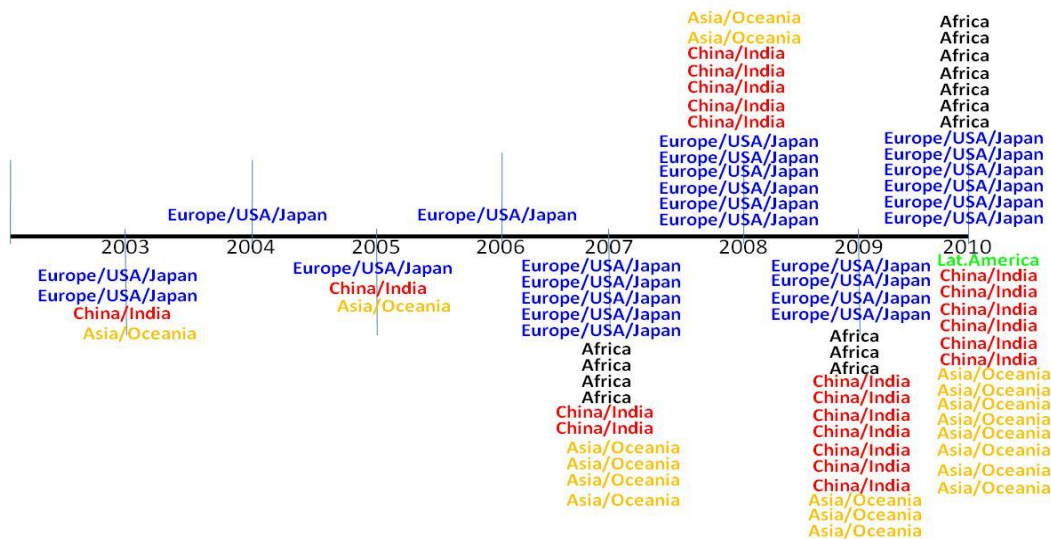 Europe/USA/Japan
Europe/USA/Japan
Asia/Oceania
Asia/Oceania
China/India
China/India
China/India
China/India
China/India
Europe/USA/Japan
Europe/USA/Japan
Europe/USA/Japan
Europe/USA/Japan
Europe/USA/Japan
Europe/USA/Japan
Africa
Africa
Africa
Africa
Africa
Africa
Africa
Europe/USA/Japan
Europe/USA/Japan
Europe/USA/Japan
Europe/USA/Japan
Europe/USA/Japan
Europe/USA/Japan
2003 2004 2005 2006 2007 2008 2009 2010
Europe/USA/Japan
Europe/USA/Japan
China/India
Asia/Oceania
Europe/USA/Japan
China/India
Asia/Oceania
Europe/USA/Japan
Europe/USA/Japan
Europe/USA/Japan
Europe/USA/Japan
Europe/USA/Japan
Africa
Africa
Africa
Africa
China/India
China/India
Asia/Oceania
Asia/Oceania
Asia/Oceania
Asia/Oceania
Europe/USA/Japan
Europe/USA/Japan
Europe/USA/Japan
Europe/USA/Japan
Africa
Africa
Africa
China/India
China/India
China/India
China/India
China/India
China/India
China/India
Asia/Oceania
Asia/Oceania
Asia/Oceania
Lat.America
China/India
China/India
China/India
China/India
China/India
China/India
Asia/Oceania
Asia/Oceania
Asia/Oceania
Asia/Oceania
Asia/Oceania
Asia/Oceania
Asia/Oceania
Asia/Oceania